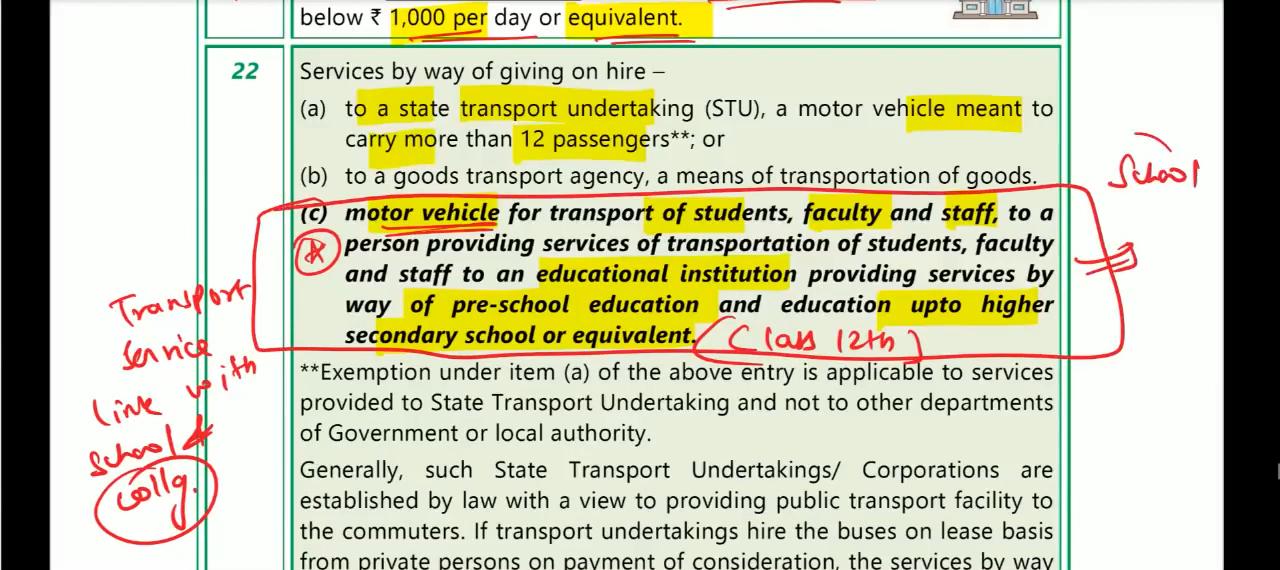 below ₹ 1,000 per day or equivalent.
22
Services by way of giving on hire –
(a) to a state transport undertaking (STU), a motor vehicle meant to
carry more than 12 passengers**; or
(b) to a goods transport agency, a means of transportation of goods.
(c) motor vehicle for transport of students, faculty and staff, to a
person providing services of transportation of students, faculty
and staff to an educational institution providing services by
way of pre-school education and education upto higher
secondary school or equivalent.
(Class 12th)
School
Transport
service
link with
school &
collg.
**Exemption under item (a) of the above entry is applicable to services
provided to State Transport Undertaking and not to other departments
of Government or local authority.
Generally, such State Transport Undertakings/ Corporations are
established by law with a view to providing public transport facility to
the commuters. If transport undertakings hire the buses on lease basis
from private persons on payment of consideration, the services by way